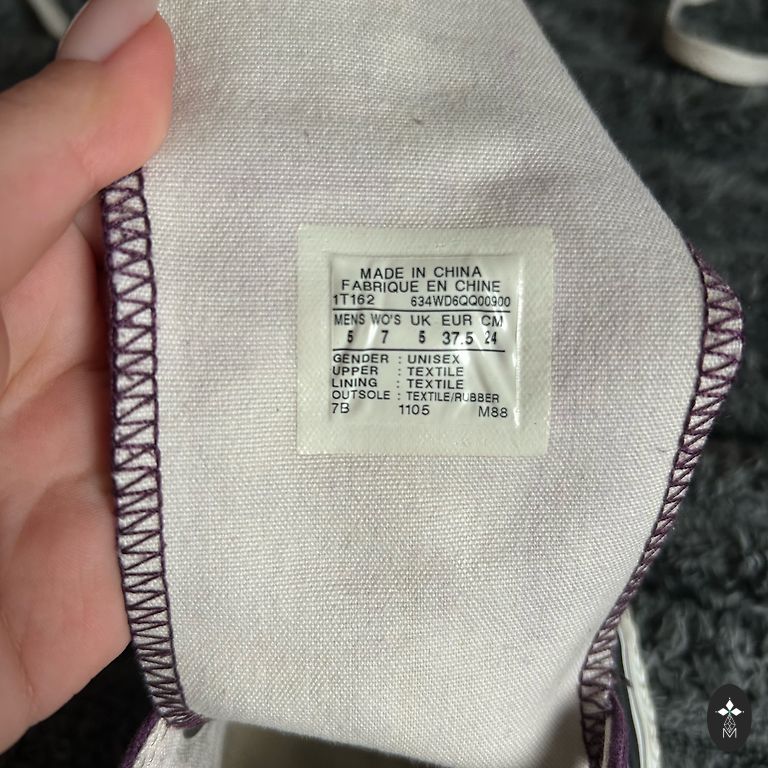 MADE IN CHINA
FABRIQUE EN CHINE
1T162 634WD6QQ00900
MENS WO'S UK EUR CM
5 7 5 37.5 24
GENDER : UNISEX
UPPER : TEXTILE
LINING : TEXTILE
OUTSOLE : TEXTILE/RUBBER
7B 1105 M88
M